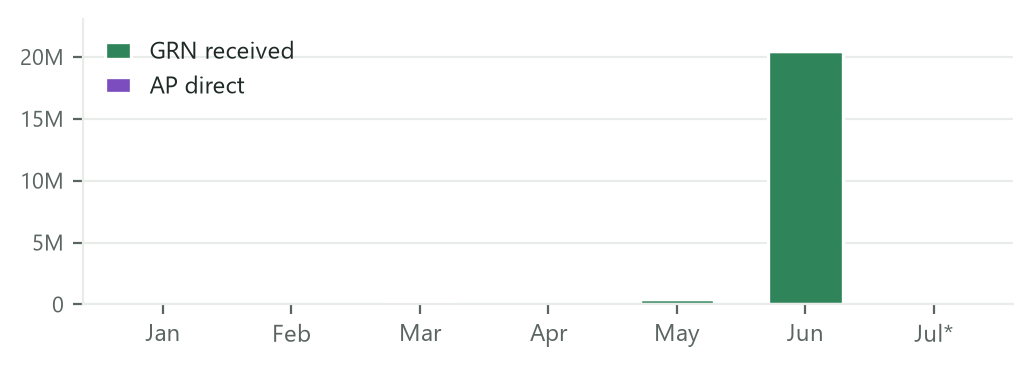 20M
15M
10M
5M
0
GRN received
AP direct
Jan Feb Mar Apr May Jun Jul*